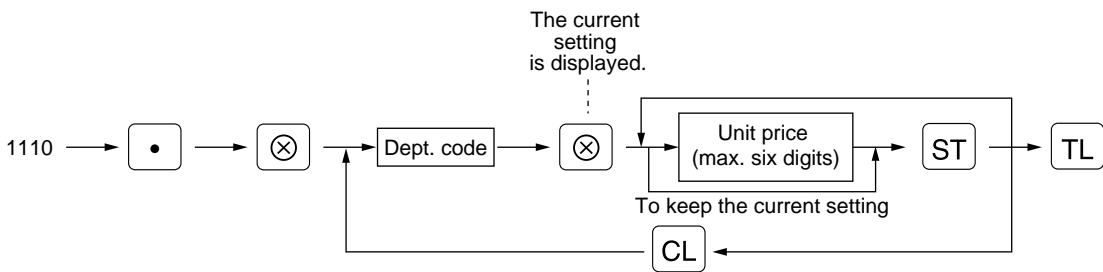 The current
setting
is displayed.
1110 • ⊗ Dept. code ⊗ Unit price
(max. six digits) ST TL
To keep the current setting
CL